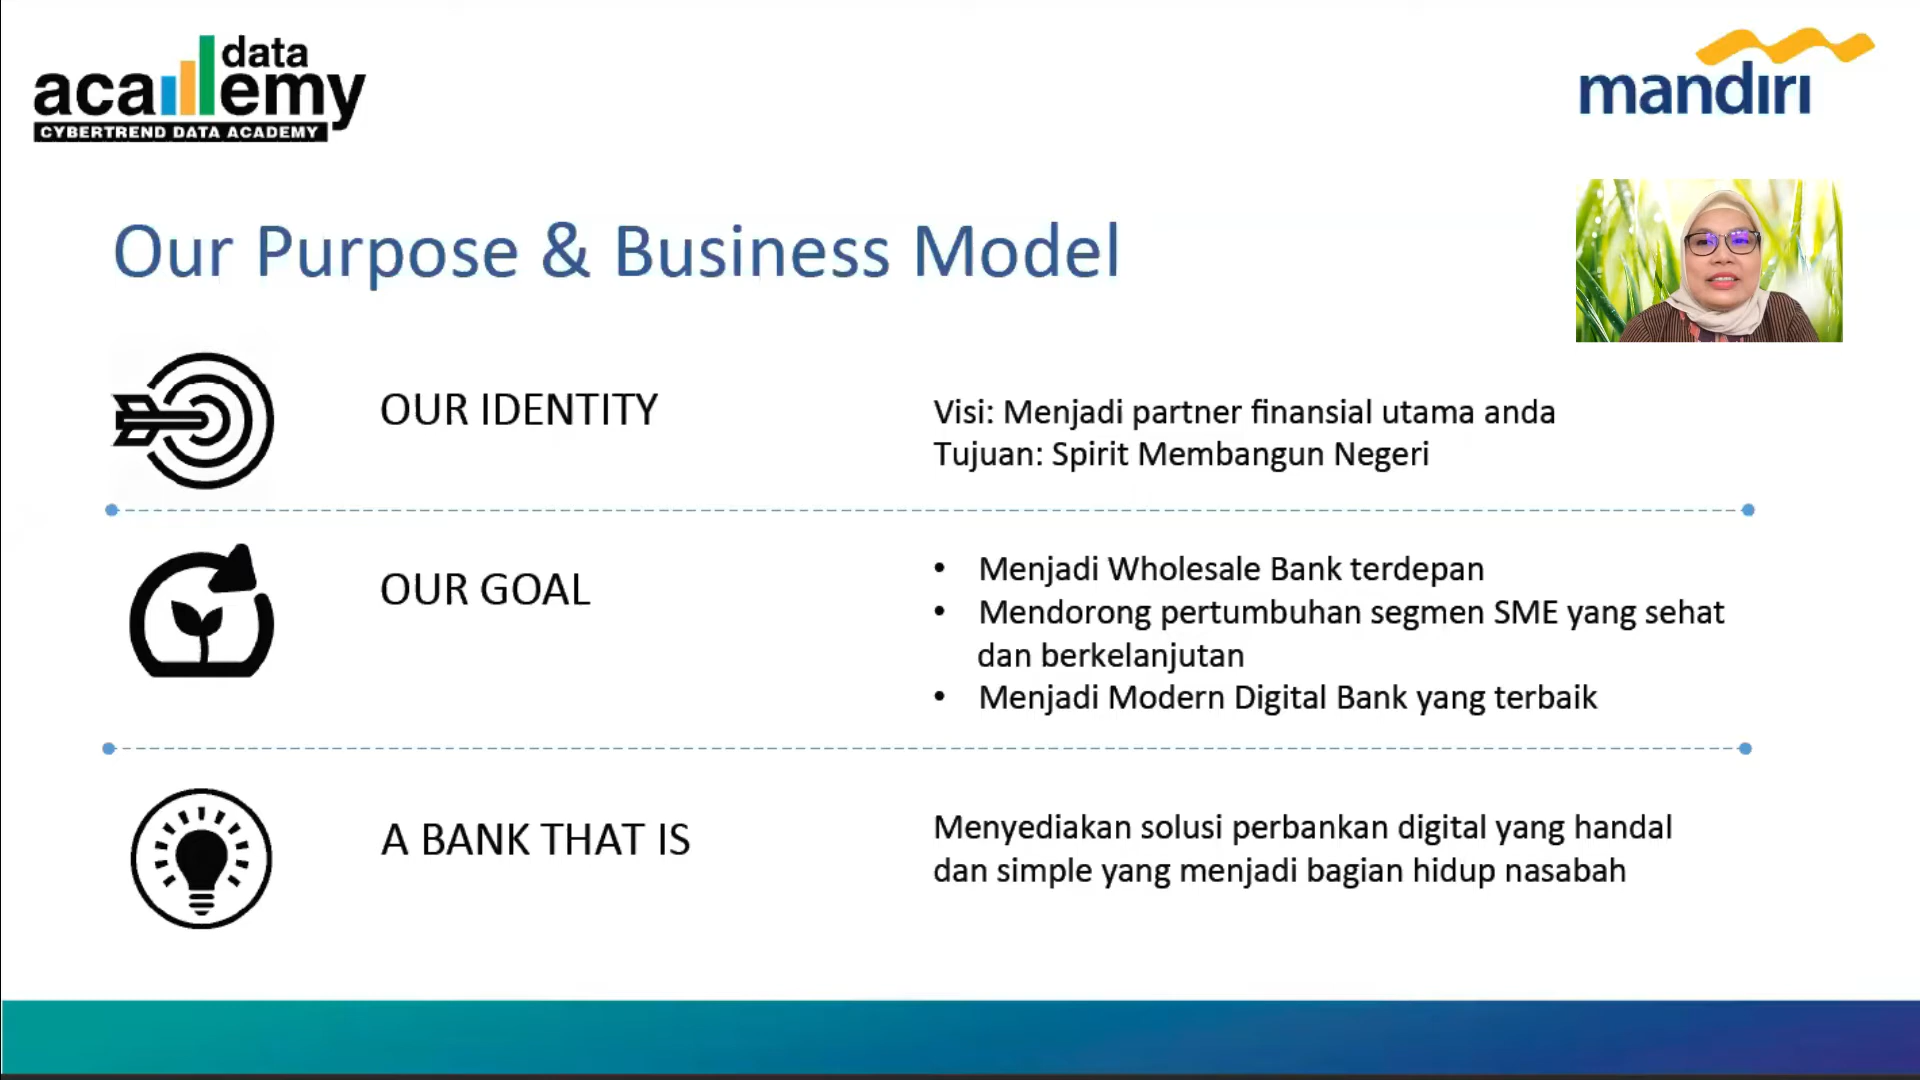 data
academy
CYBERTREND DATA ACADEMY
mandırı
Our Purpose & Business Model
OUR IDENTITY
Visi: Menjadi partner finansial utama anda
Tujuan: Spirit Membangun Negeri
OUR GOAL
• Menjadi Wholesale Bank terdepan
• Mendorong pertumbuhan segmen SME yang sehat
dan berkelanjutan
• Menjadi Modern Digital Bank yang terbaik
A BANK THAT IS
Menyediakan solusi perbankan digital yang handal
dan simple yang menjadi bagian hidup nasabah